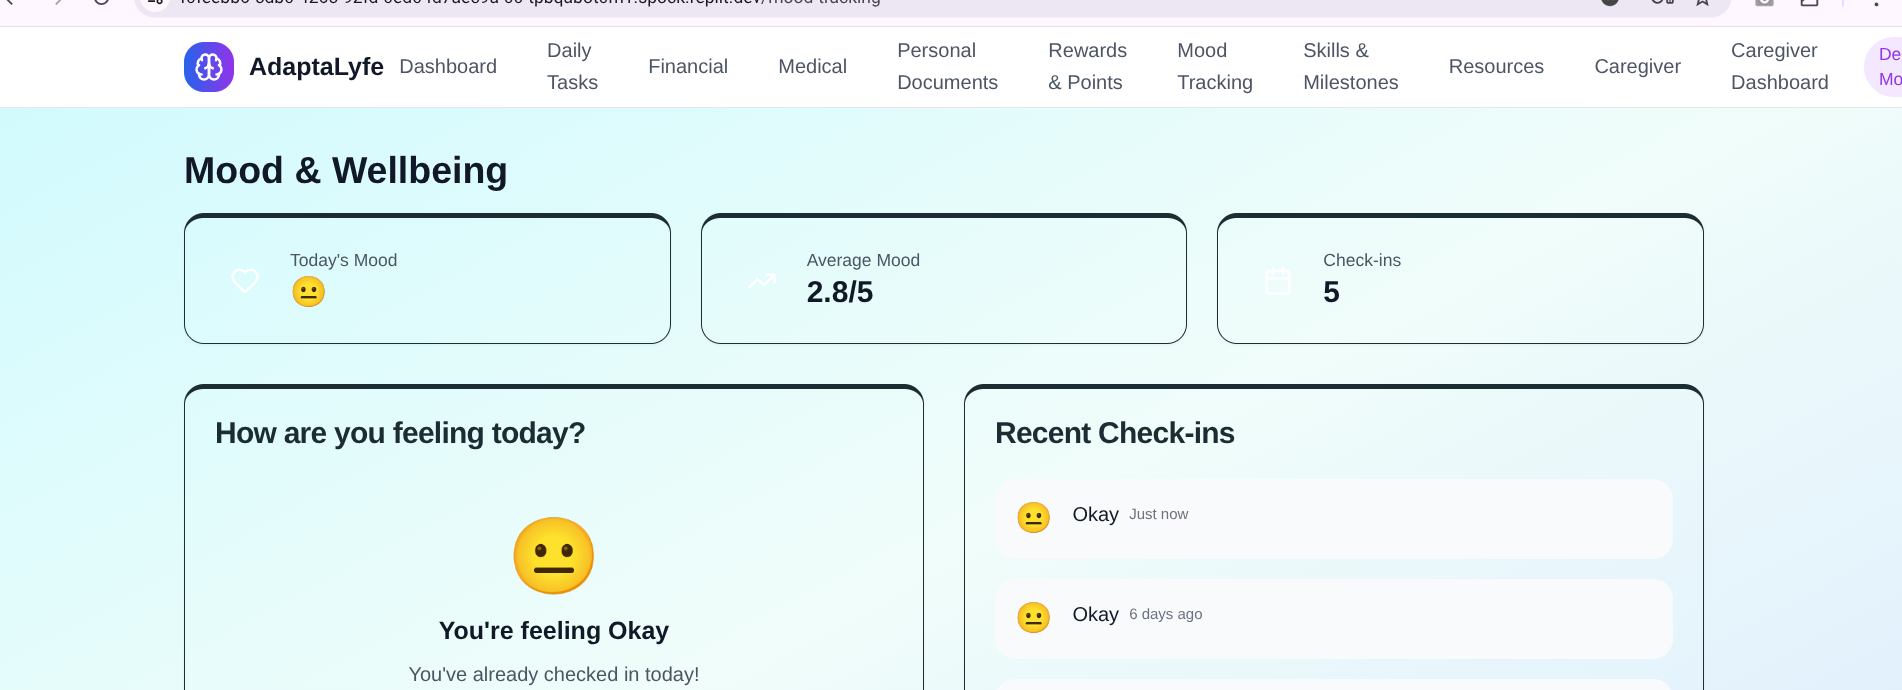 AdaptaLyfe
Dashboard
Daily
Tasks
Financial
Medical
Personal
Documents
Rewards
& Points
Mood
Tracking
Skills &
Milestones
Resources
Caregiver
Caregiver
Dashboard
Mood & Wellbeing
Today's Mood
Average Mood
2.8/5
Check-ins
5
How are you feeling today?
You're feeling Okay
You've already checked in today!
Recent Check-ins
Okay Just now
Okay 6 days ago